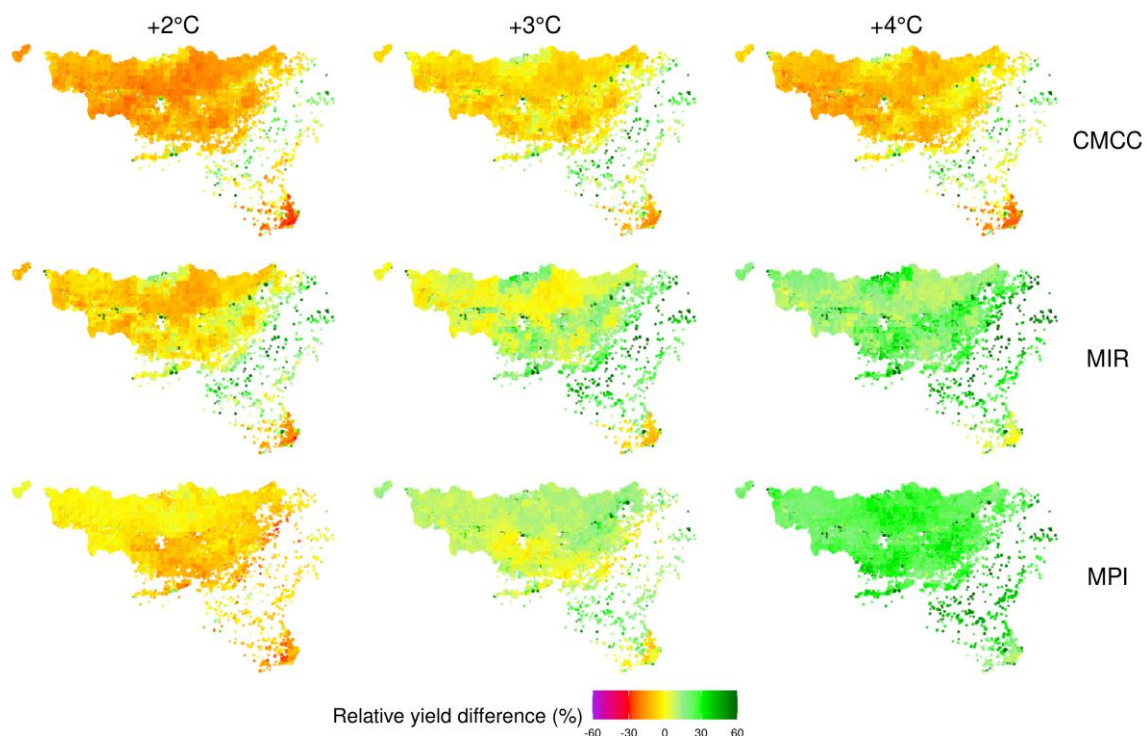 +2°C
+3°C
+4°C
CMCC
MIR
MPI
Relative yield difference (%)
-60 -30 0 30 60